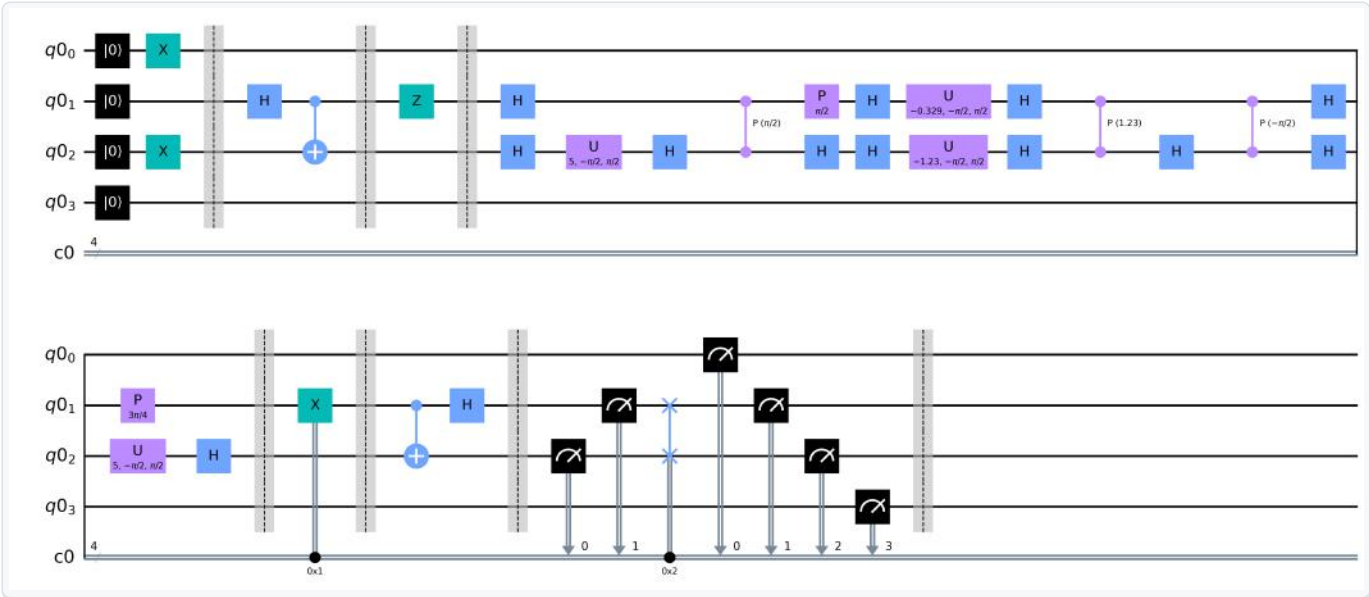 q0₀ |0⟩ X
q0₁ |0⟩ H Z H P H U H H
π/2 −0.329, −π/2, π/2
P (π/2) P (1.23) P (−π/2)
q0₂ |0⟩ X H U H H H U H H H
5, −π/2, π/2 −1.23, −π/2, π/2
q0₃ |0⟩
4
c0
q0₀
q0₁ P X H
3π/4
q0₂ U H
5, −π/2, π/2
q0₃
4 0 1 0 1 2 3
c0
0x1 0x2